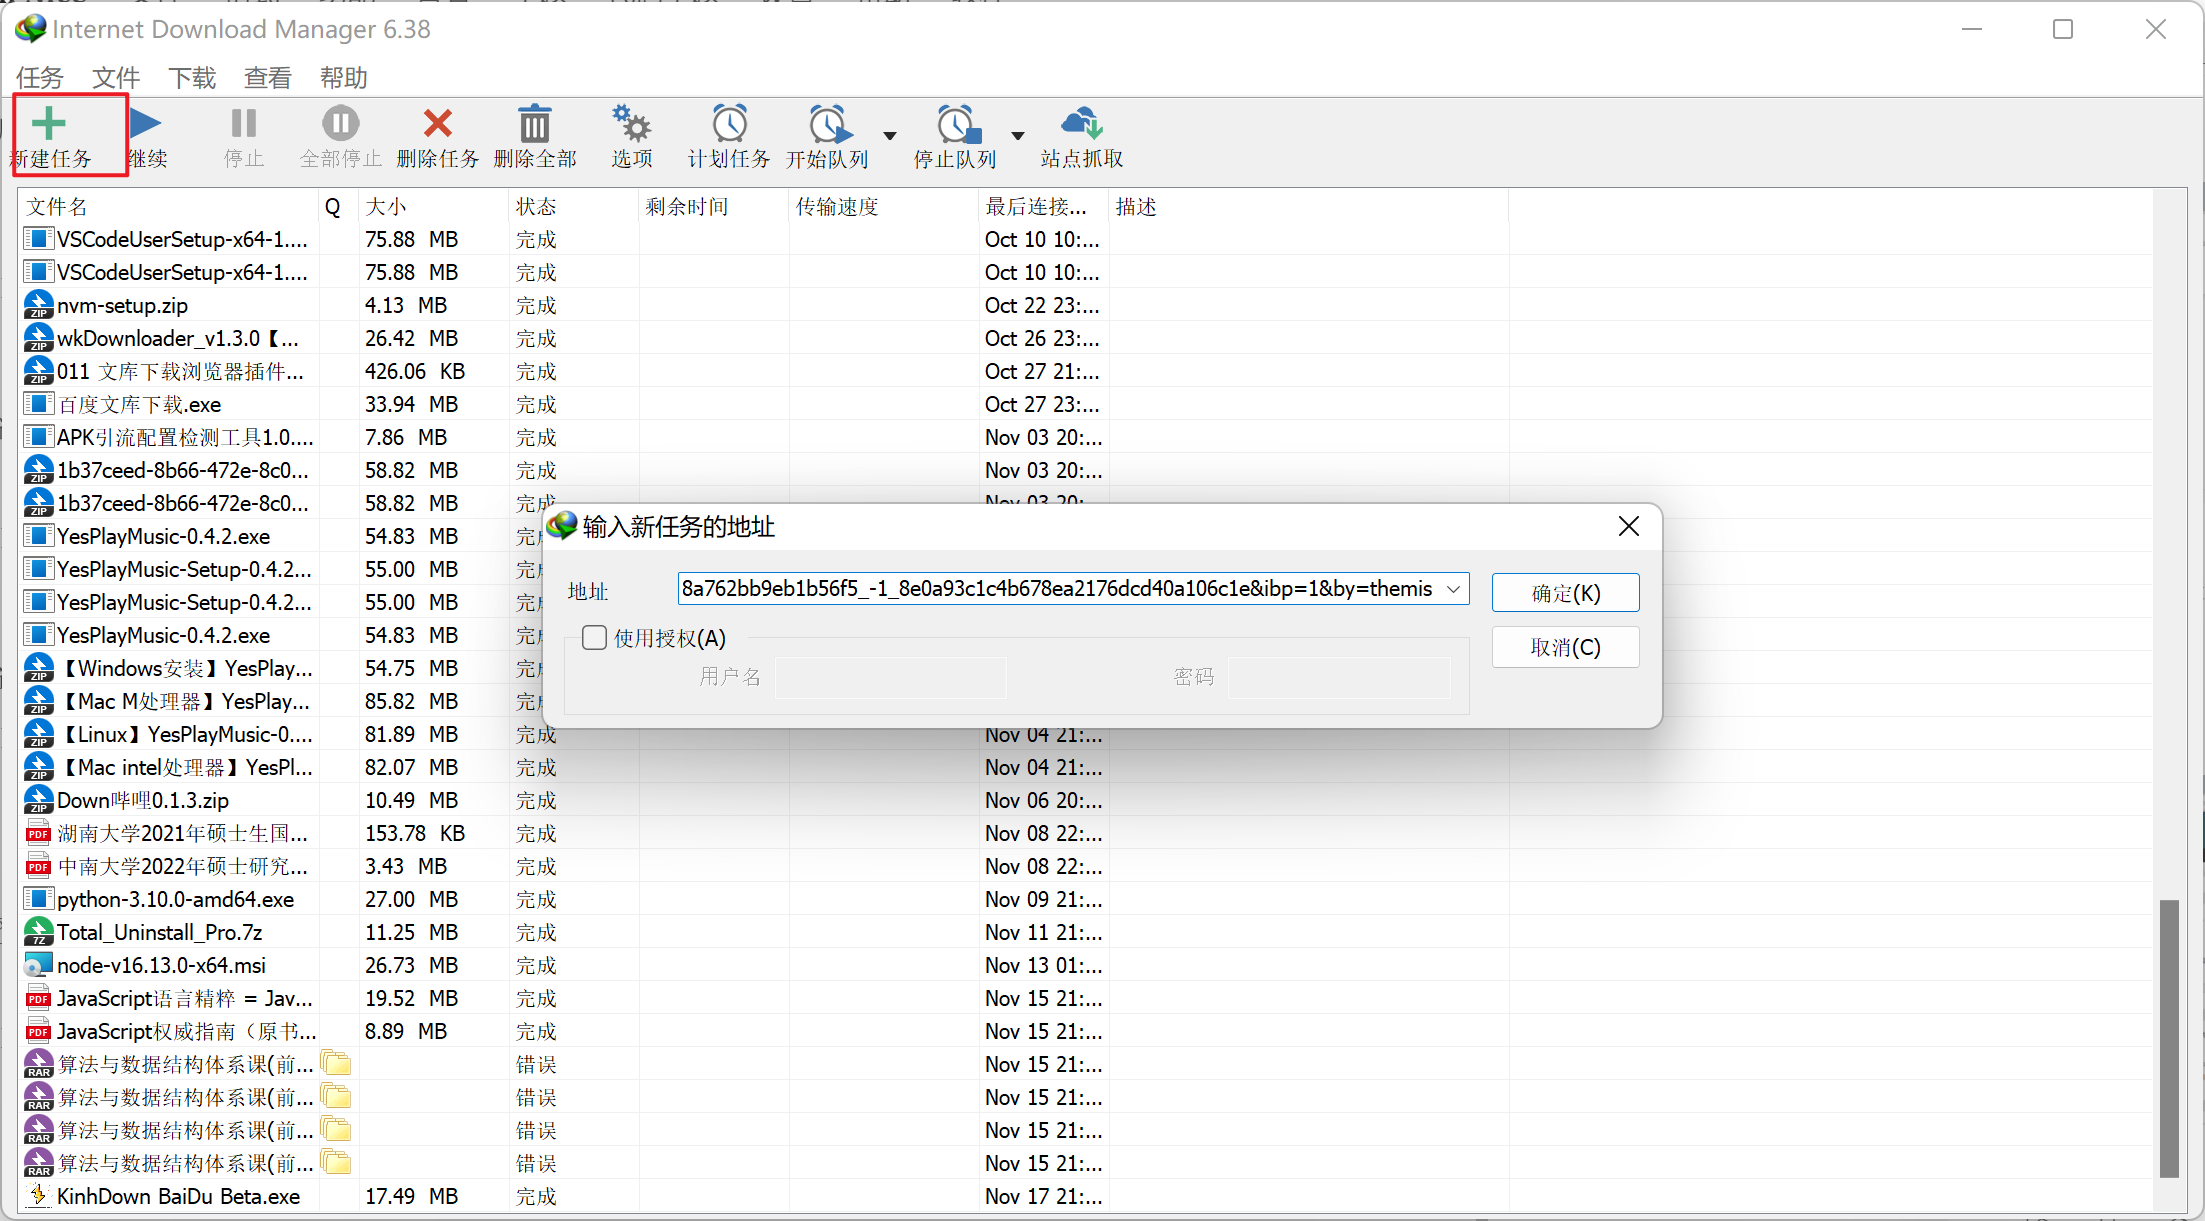 Internet Download Manager 6.38
任务 文件 下载 查看 帮助
新建任务 继续 停止 全部停止 删除任务 删除全部 选项 计划任务 开始队列 停止队列 站点抓取
文件名 Q 大小 状态 剩余时间 传输速度 最后连接... 描述
VSCodeUserSetup-x64-1.... 75.88 MB 完成 Oct 10 10:...
VSCodeUserSetup-x64-1.... 75.88 MB 完成 Oct 10 10:...
nvm-setup.zip 4.13 MB 完成 Oct 22 23:...
wkDownloader_v1.3.0【... 26.42 MB 完成 Oct 26 23:...
011 文库下载浏览器插件... 426.06 KB 完成 Oct 27 21:...
百度文库下载.exe 33.94 MB 完成 Oct 27 23:...
APK引流配置检测工具1.0.... 7.86 MB 完成 Nov 03 20:...
1b37ceed-8b66-472e-8c0... 58.82 MB 完成 Nov 03 20:...
1b37ceed-8b66-472e-8c0... 58.82 MB 完成 Nov 03 20:
YesPlayMusic-0.4.2.exe 54.83 MB 完
YesPlayMusic-Setup-0.4.2... 55.00 MB 完
YesPlayMusic-Setup-0.4.2... 55.00 MB 完
YesPlayMusic-0.4.2.exe 54.83 MB 完
【Windows安装】YesPlay... 54.75 MB 完
【Mac M处理器】YesPlay... 85.82 MB 完
【Linux】YesPlayMusic-0.... 81.89 MB 完成 Nov 04 21:...
【Mac intel处理器】YesPl... 82.07 MB 完成 Nov 04 21:...
Down哔哩0.1.3.zip 10.49 MB 完成 Nov 06 20:...
湖南大学2021年硕士生国... 153.78 KB 完成 Nov 08 22:...
中南大学2022年硕士研究... 3.43 MB 完成 Nov 08 22:...
python-3.10.0-amd64.exe 27.00 MB 完成 Nov 09 21:...
Total_Uninstall_Pro.7z 11.25 MB 完成 Nov 11 21:...
node-v16.13.0-x64.msi 26.73 MB 完成 Nov 13 01:...
JavaScript语言精粹 = Jav... 19.52 MB 完成 Nov 15 21:...
JavaScript权威指南（原书... 8.89 MB 完成 Nov 15 21:...
算法与数据结构体系课(前... 错误 Nov 15 21:...
算法与数据结构体系课(前... 错误 Nov 15 21:...
算法与数据结构体系课(前... 错误 Nov 15 21:...
算法与数据结构体系课(前... 错误 Nov 15 21:...
KinhDown BaiDu Beta.exe 17.49 MB 完成 Nov 17 21:...
输入新任务的地址
地址 8a762bb9eb1b56f5_-1_8e0a93c1c4b678ea2176dcd40a106c1e&ibp=1&by=themis 确定(K)
使用授权(A) 取消(C)
用户名 密码